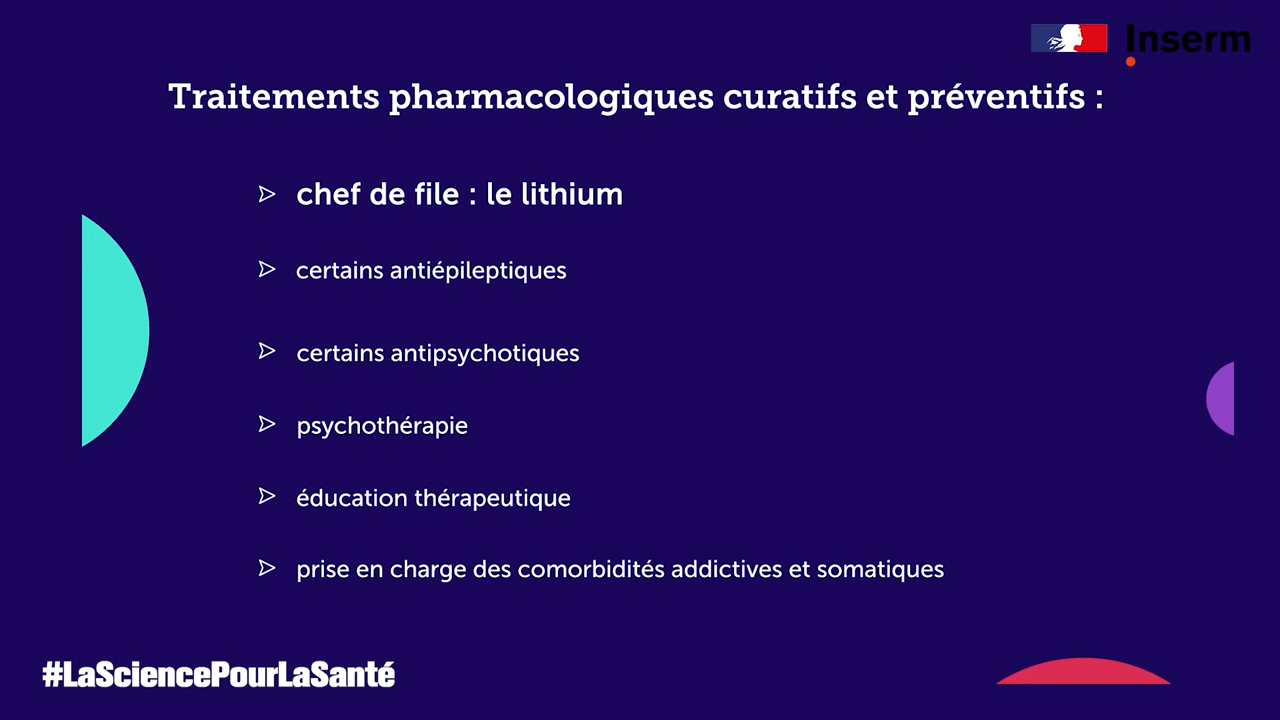 Inserm
Traitements pharmacologiques curatifs et préventifs :
chef de file : le lithium
certains antiépileptiques
certains antipsychotiques
psychothérapie
éducation thérapeutique
prise en charge des comorbidités addictives et somatiques
#LaSciencePourLaSanté